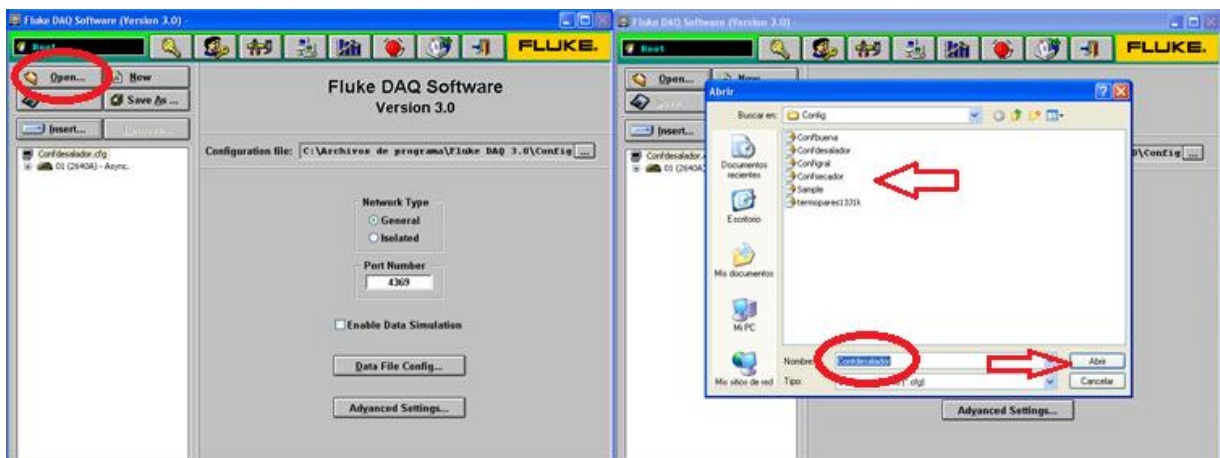 Fluke DAQ Software (Version 3.0) -
Root
FLUKE.
Open...
New
Save As ...
Insert...
Confdesalador.cfg
01 (2640A) - Async.
Fluke DAQ Software
Version 3.0
Configuration file: C:\Archivos de programa\Fluke DAQ 3.0\Config ...
Network Type
General
Isolated
Port Number
4369
Enable Data Simulation
Data File Config...
Advanced Settings...
Fluke DAQ Software (Version 3.0) -
Root
FLUKE.
Open...
New
Insert...
01 (2640A)
0\Config ...
Abrir
Buscar en: Config
Documentos recientes
Escritorio
Mis documentos
Mi PC
Mis sitios de red
Confbuena
Confdesalador
Configral
Confsecador
Sample
Confdesalador
Abrir
Tipo:
Cancelar
Advanced Settings...